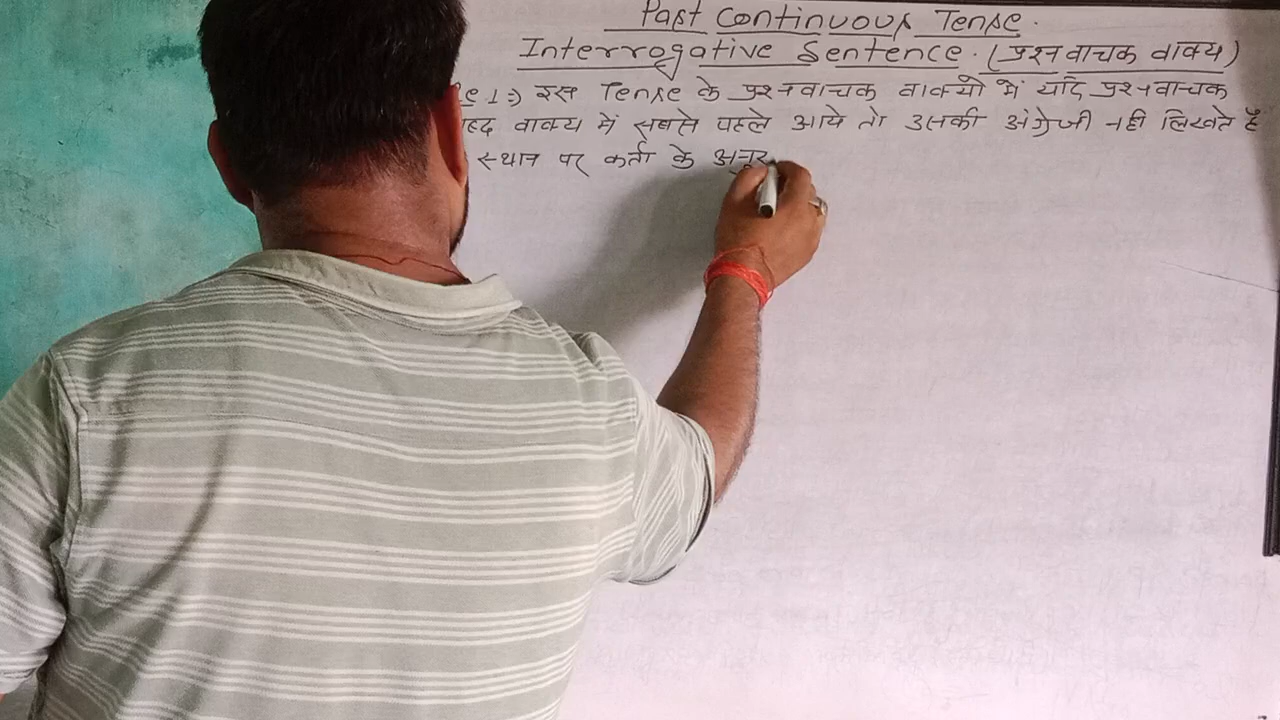 Past Continuous Tense.
Interrogative Sentence. (प्रश्नवाचक वाक्य)
1:) इस Tense के प्रश्नवाचक वाक्यों में यदि प्रश्नवाचक
वाक्य में सबसे पहले आये तो उसकी अंग्रेजी नही लिखते है
स्थान पर कर्ता के